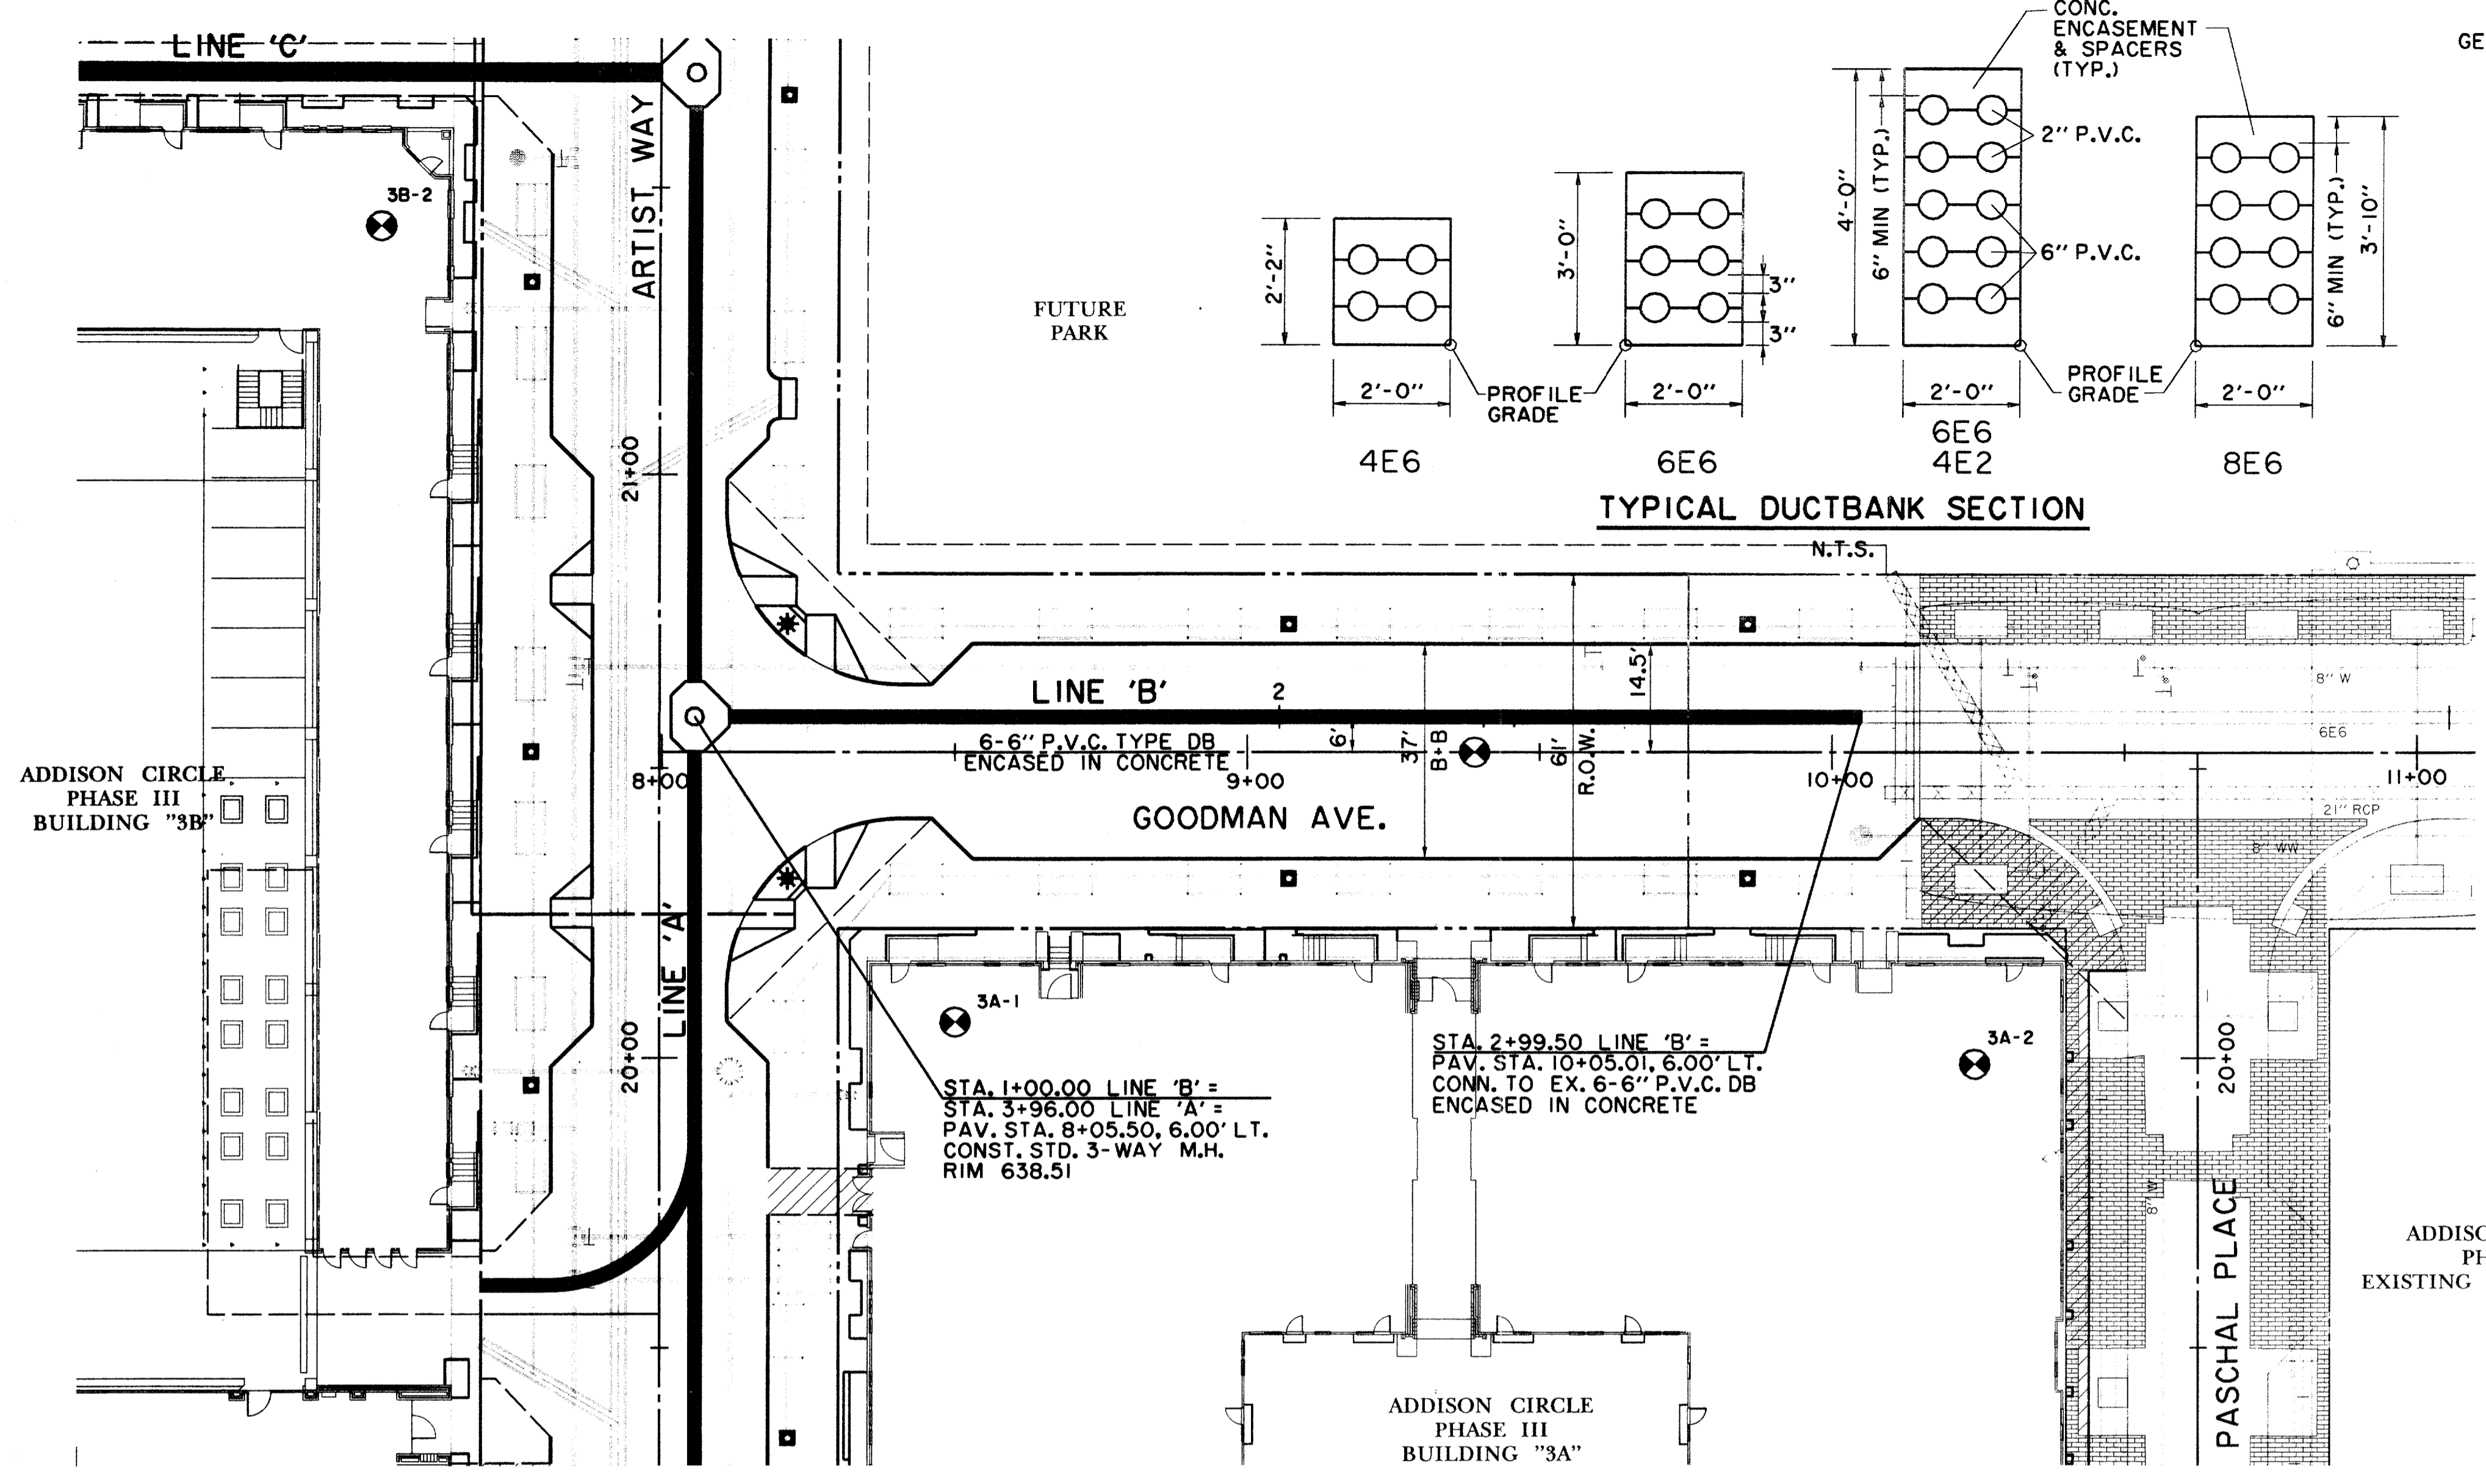 LINE 'C'
ARTIST WAY
3B-2
21+00
FUTURE
PARK
CONC.
ENCASEMENT
& SPACERS
(TYP.)
GE
2'-2"
2'-0"
4E6
PROFILE
GRADE
3'-0"
3"
3"
2'-0"
6E6
4'-0"
6" MIN (TYP.)
2" P.V.C.
6" P.V.C.
2'-0"
6E6
4E2
PROFILE
GRADE
6" MIN (TYP.)
3'-10"
2'-0"
8E6
TYPICAL DUCTBANK SECTION
N.T.S.
LINE 'B'
2
6-6" P.V.C. TYPE DB
ENCASED IN CONCRETE
6'
37'
B+B
61'
R.O.W.
14.5'
8+00
9+00
10+00
11+00
GOODMAN AVE.
8" W
6E6
21" RCP
8" WW
ADDISON CIRCLE
PHASE III
BUILDING "3B"
LINE 'A'
20+00
3A-1
STA. 1+00.00 LINE 'B' =
STA. 3+96.00 LINE 'A' =
PAV. STA. 8+05.50, 6.00' LT.
CONST. STD. 3-WAY M.H.
RIM 638.51
STA. 2+99.50 LINE 'B' =
PAV. STA. 10+05.01, 6.00' LT.
CONN. TO EX. 6-6" P.V.C. DB
ENCASED IN CONCRETE
3A-2
20+00
8" W
PASCHAL PLACE
ADDISC
PH
EXISTING
ADDISON CIRCLE
PHASE III
BUILDING "3A"